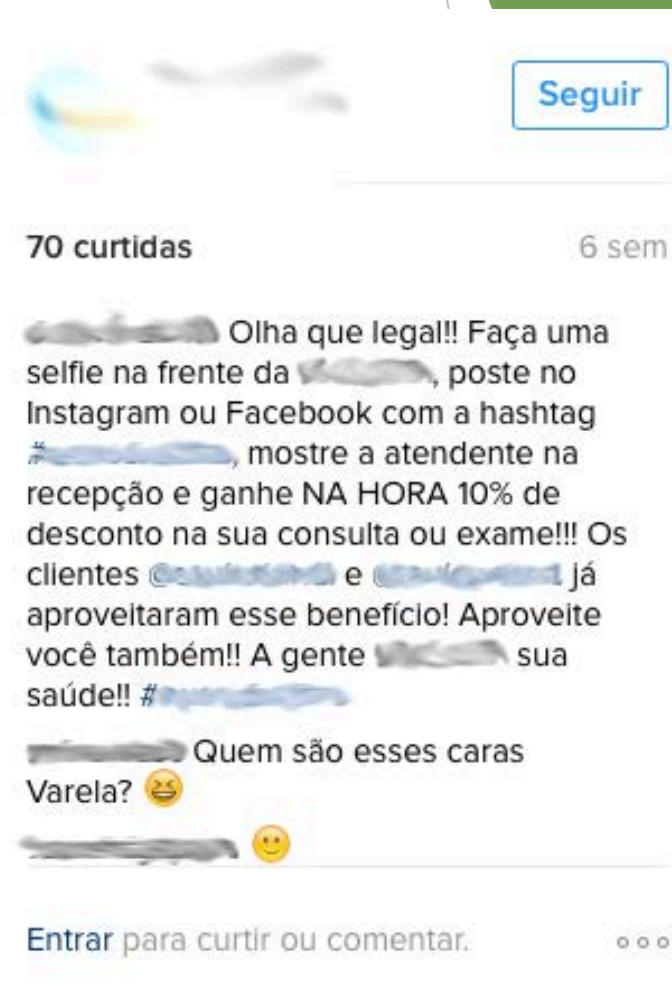 Seguir
70 curtidas 6 sem
Olha que legal!! Faça uma
selfie na frente da , poste no
Instagram ou Facebook com a hashtag
#, mostre a atendente na
recepção e ganhe NA HORA 10% de
desconto na sua consulta ou exame!!! Os
clientes @ e @ já
aproveitaram esse benefício! Aproveite
você também!! A gente sua
saúde!! #
Quem são esses caras
Varela? 😆
🙂
Entrar para curtir ou comentar.